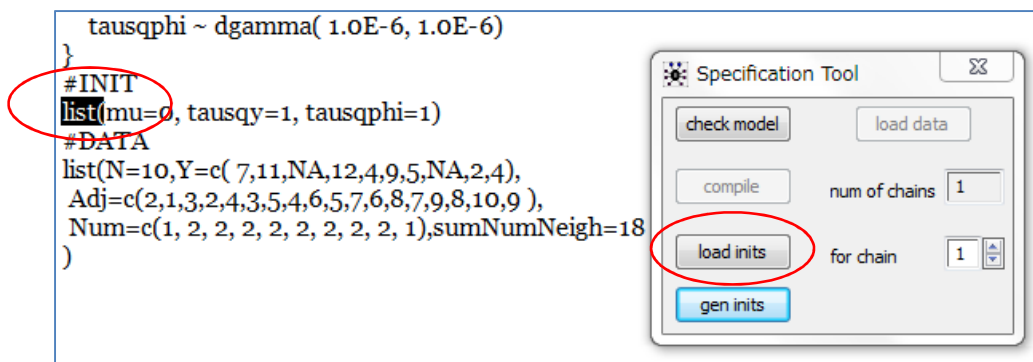 tausqphi ~ dgamma( 1.0E-6, 1.0E-6)
}
#INIT
list(mu=0, tausqy=1, tausqphi=1)
#DATA
list(N=10,Y=c( 7,11,NA,12,4,9,5,NA,2,4),
Adj=c(2,1,3,2,4,3,5,4,6,5,7,6,8,7,9,8,10,9 ),
Num=c(1, 2, 2, 2, 2, 2, 2, 2, 2, 1),sumNumNeigh=18
)
Specification Tool
check model
load data
compile
num of chains 1
load inits
for chain 1
gen inits